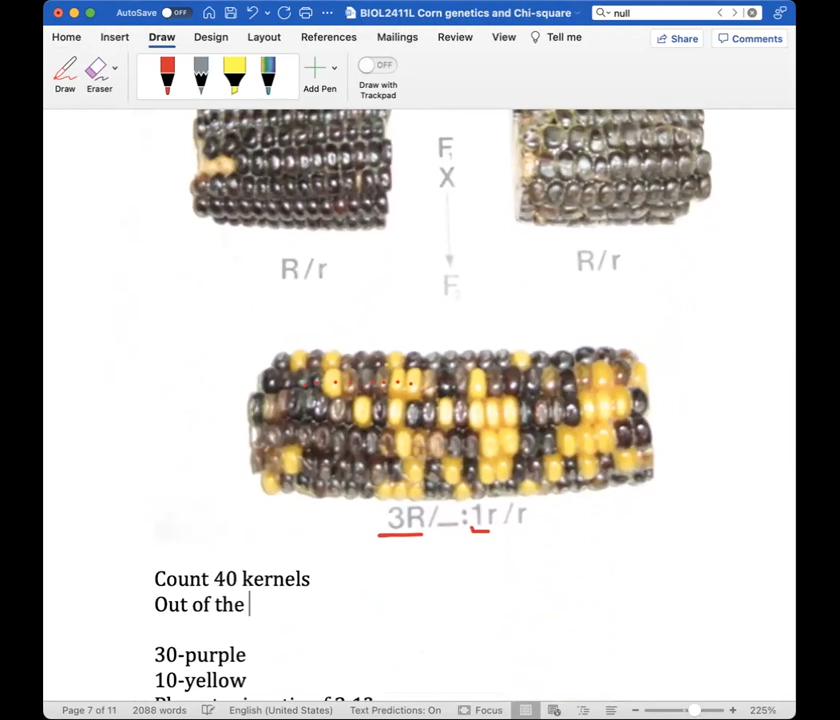 AutoSave OFF BIOL2411L Corn genetics and Chi-square null
Home Insert Draw Design Layout References Mailings Review View Tell me Share Comments
OFF
Draw Eraser Add Pen Draw with Trackpad
F1
X
R/r R/r
F2
3R/_:1r/r
Count 40 kernels
Out of the
30-purple
10-yellow
Page 7 of 11 2088 words English (United States) Text Predictions: On Focus 225%